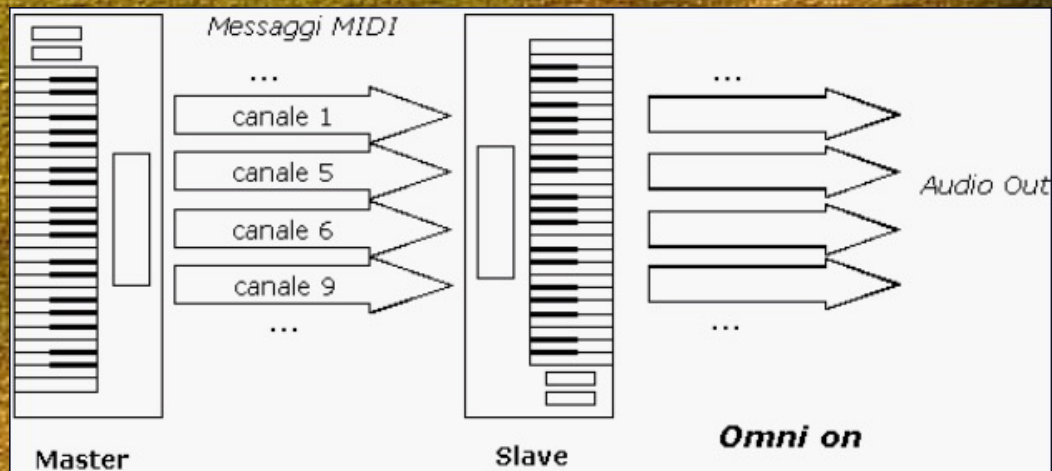 Messaggi MIDI
...
...
canale 1
canale 5
canale 6
canale 9
...
...
Audio Out
Omni on
Master
Slave